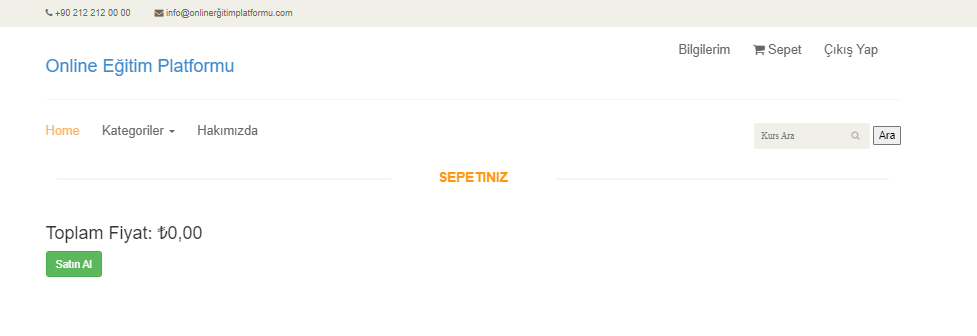 +90 212 212 00 00 info@onlinerğitimplatformu.com
Bilgilerim Sepet Çıkış Yap
Online Eğitim Platformu
Home Kategoriler Hakımızda Kurs Ara Ara
SEPETINIZ
Toplam Fiyat: ₺0,00
Satın Al